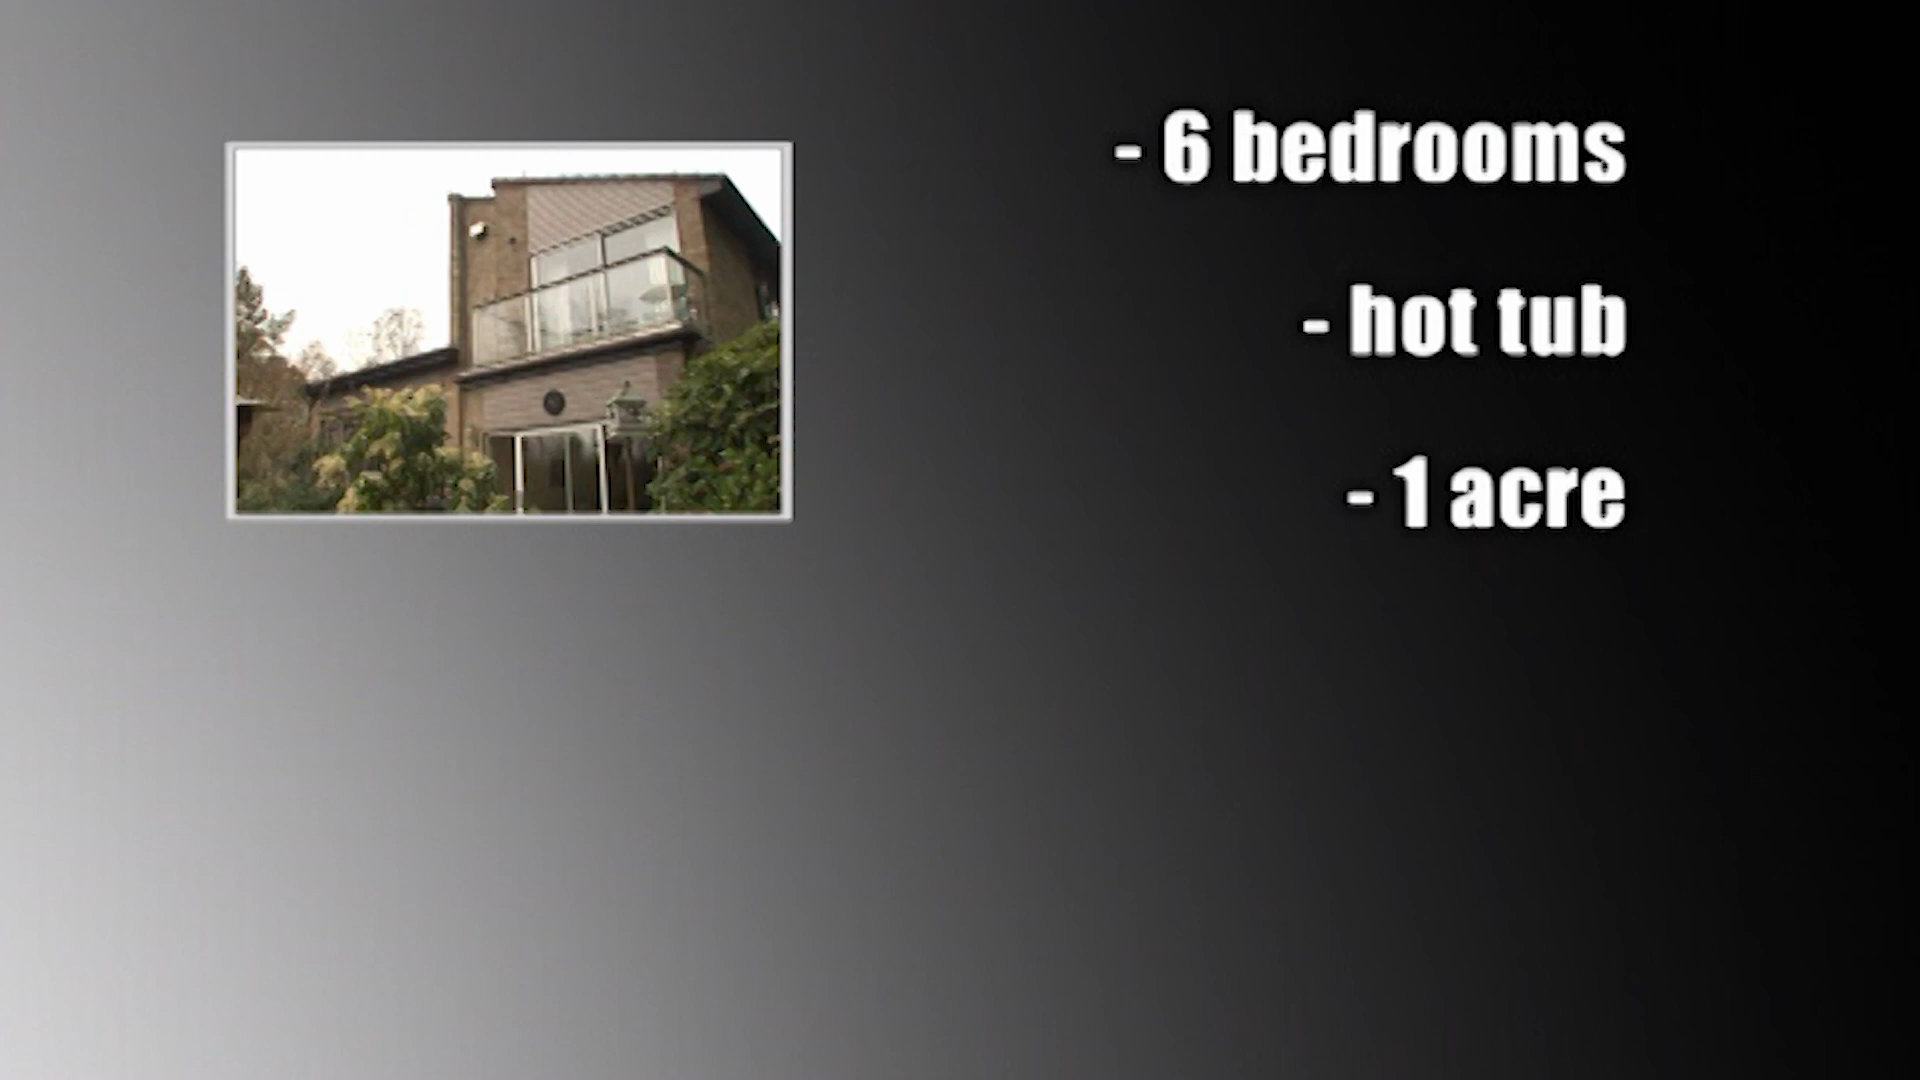 - 6 bedrooms
- hot tub
- 1 acre